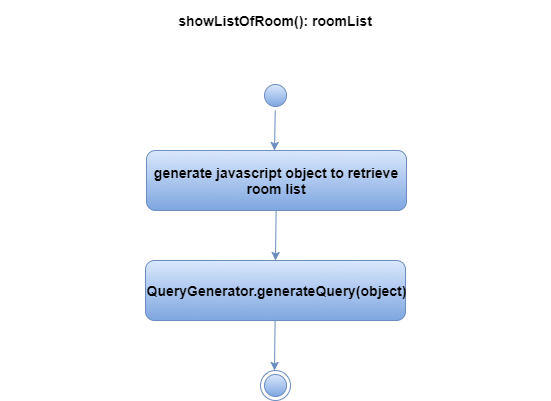 showListOfRoom(): roomList
generate javascript object to retrieve
room list
QueryGenerator.generateQuery(object)